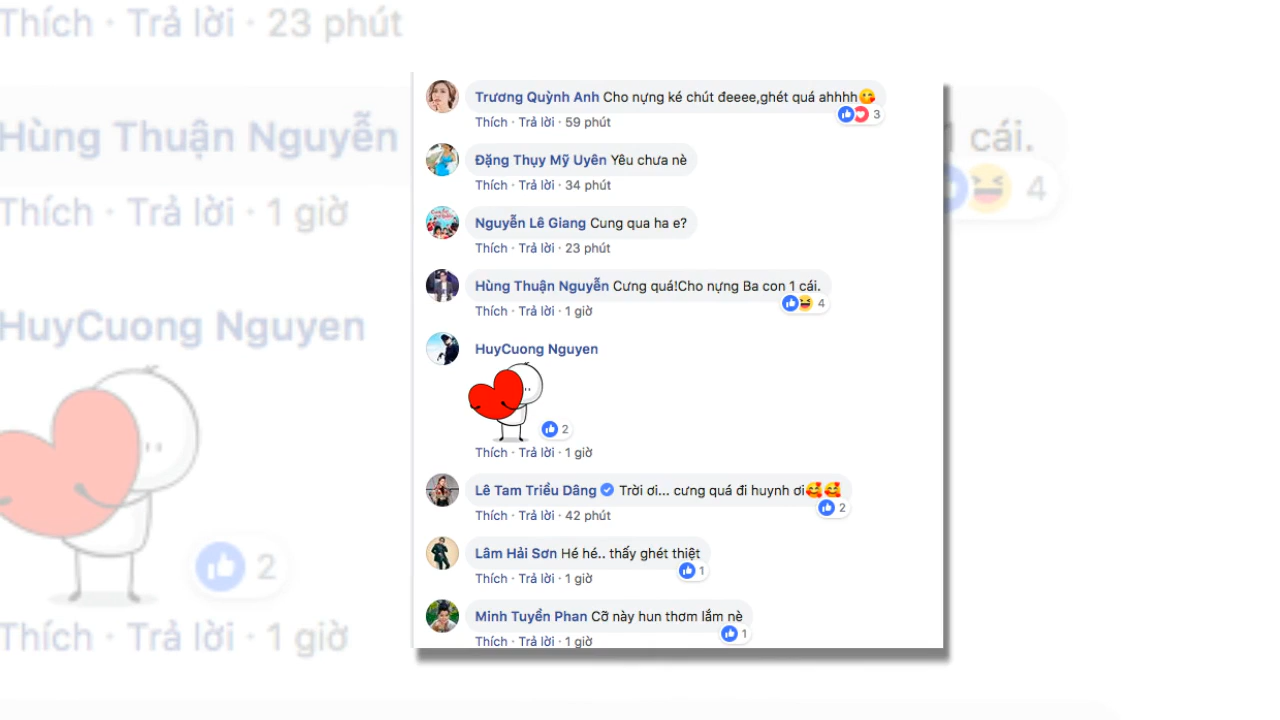 Thích · Trả lời · 23 phút
Hùng Thuận Nguyễn
1 cái.
4
Thích · Trả lời · 1 giờ
HuyCuong Nguyen
2
Thích · Trả lời · 1 giờ
Trương Quỳnh Anh Cho nựng ké chút đeeee,ghét quá ahhhh😘
3
Thích · Trả lời · 59 phút
Đặng Thụy Mỹ Uyên Yêu chưa nè
Thích · Trả lời · 34 phút
Nguyễn Lê Giang Cung qua ha e?
Thích · Trả lời · 23 phút
Hùng Thuận Nguyễn Cưng quá!Cho nựng Ba con 1 cái.
4
Thích · Trả lời · 1 giờ
HuyCuong Nguyen
2
Thích · Trả lời · 1 giờ
Lê Tam Triều Dâng Trời ơi... cưng quá đi huynh ơi🥰🥰
2
Thích · Trả lời · 42 phút
Lâm Hải Sơn Hé hé.. thấy ghét thiệt
1
Thích · Trả lời · 1 giờ
Minh Tuyền Phan Cỡ này hun thơm lắm nè
1
Thích · Trả lời · 1 giờ